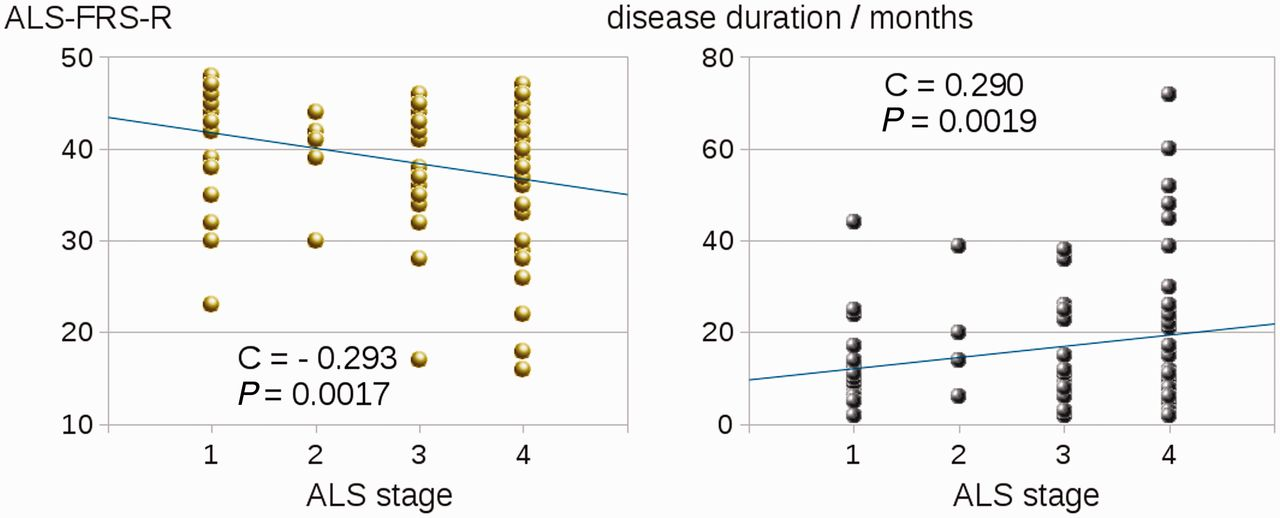 ALS-FRS-R
50
40
30
20
10
C = - 0.293
P = 0.0017
1 2 3 4
ALS stage
disease duration / months
80
60
40
20
0
C = 0.290
P = 0.0019
1 2 3 4
ALS stage